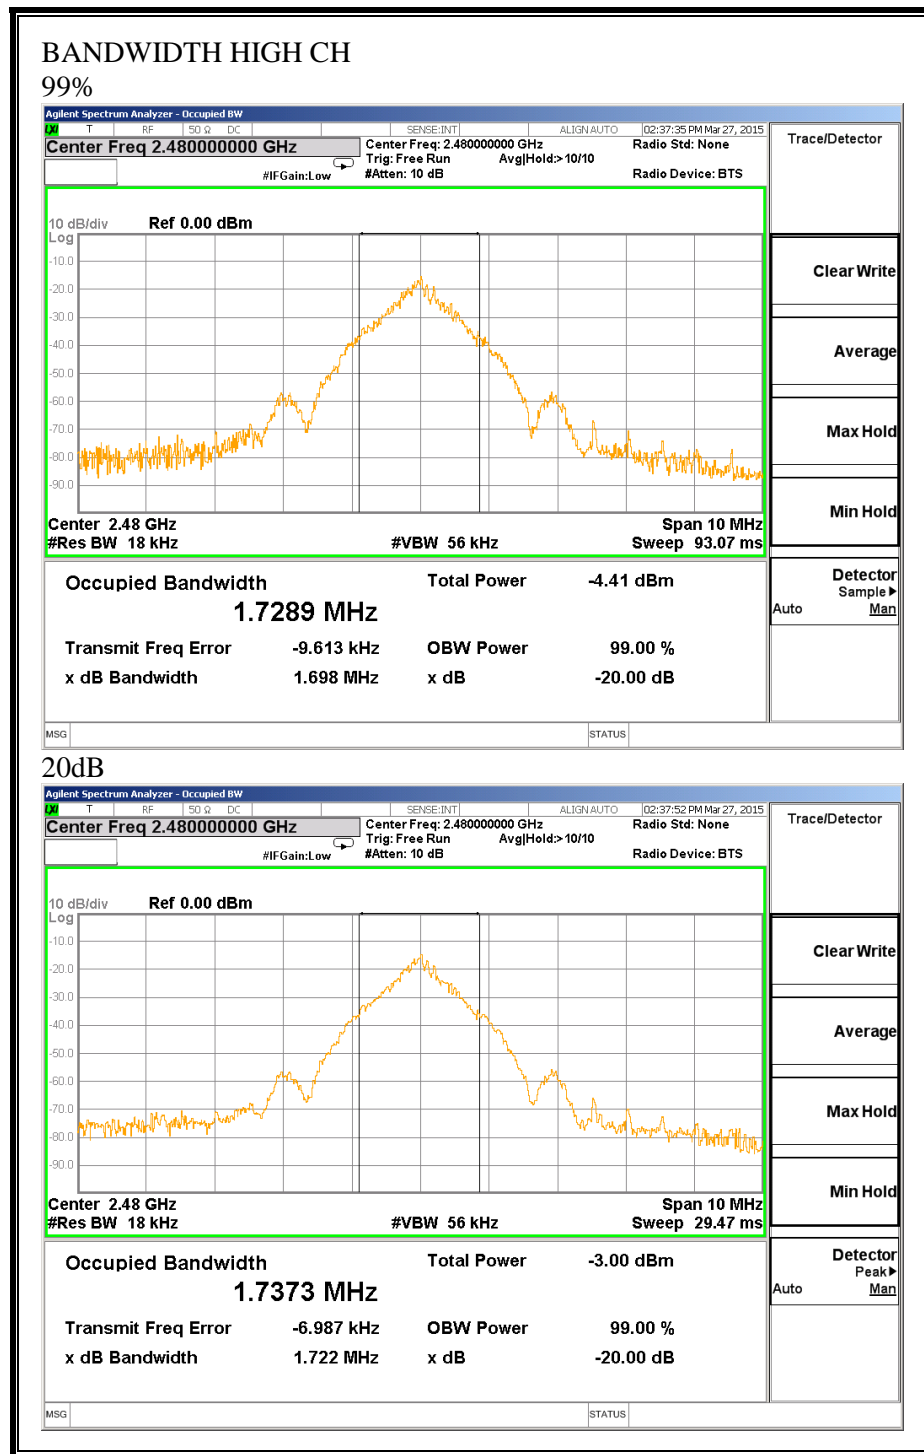 BANDWIDTH HIGH CH
99%
Agilent Spectrum Analyzer - Occupied BW
LXI T RF 50 Ω DC SENSE:INT ALIGN AUTO 02:37:35 PM Mar 27, 2015
Center Freq 2.480000000 GHz Center Freq: 2.480000000 GHz Radio Std: None Trace/Detector
Trig: Free Run Avg|Hold:>10/10
#IFGain:Low #Atten: 10 dB Radio Device: BTS
10 dB/div Ref 0.00 dBm
Log
-10.0
Clear Write
-20.0
-30.0
-40.0
Average
-50.0
-60.0
-70.0
Max Hold
-80.0
-90.0
Min Hold
Center 2.48 GHz Span 10 MHz
#Res BW 18 kHz #VBW 56 kHz Sweep 93.07 ms
Occupied Bandwidth Total Power -4.41 dBm
1.7289 MHz
Detector
Sample▶
Auto Man
Transmit Freq Error -9.613 kHz OBW Power 99.00 %
x dB Bandwidth 1.698 MHz x dB -20.00 dB
MSG STATUS
20dB
Agilent Spectrum Analyzer - Occupied BW
LXI T RF 50 Ω DC SENSE:INT ALIGN AUTO 02:37:52 PM Mar 27, 2015
Center Freq 2.480000000 GHz Center Freq: 2.480000000 GHz Radio Std: None Trace/Detector
Trig: Free Run Avg|Hold:>10/10
#IFGain:Low #Atten: 10 dB Radio Device: BTS
10 dB/div Ref 0.00 dBm
Log
-10.0
Clear Write
-20.0
-30.0
-40.0
Average
-50.0
-60.0
-70.0
Max Hold
-80.0
-90.0
Min Hold
Center 2.48 GHz Span 10 MHz
#Res BW 18 kHz #VBW 56 kHz Sweep 29.47 ms
Occupied Bandwidth Total Power -3.00 dBm
1.7373 MHz
Detector
Peak▶
Auto Man
Transmit Freq Error -6.987 kHz OBW Power 99.00 %
x dB Bandwidth 1.722 MHz x dB -20.00 dB
MSG STATUS